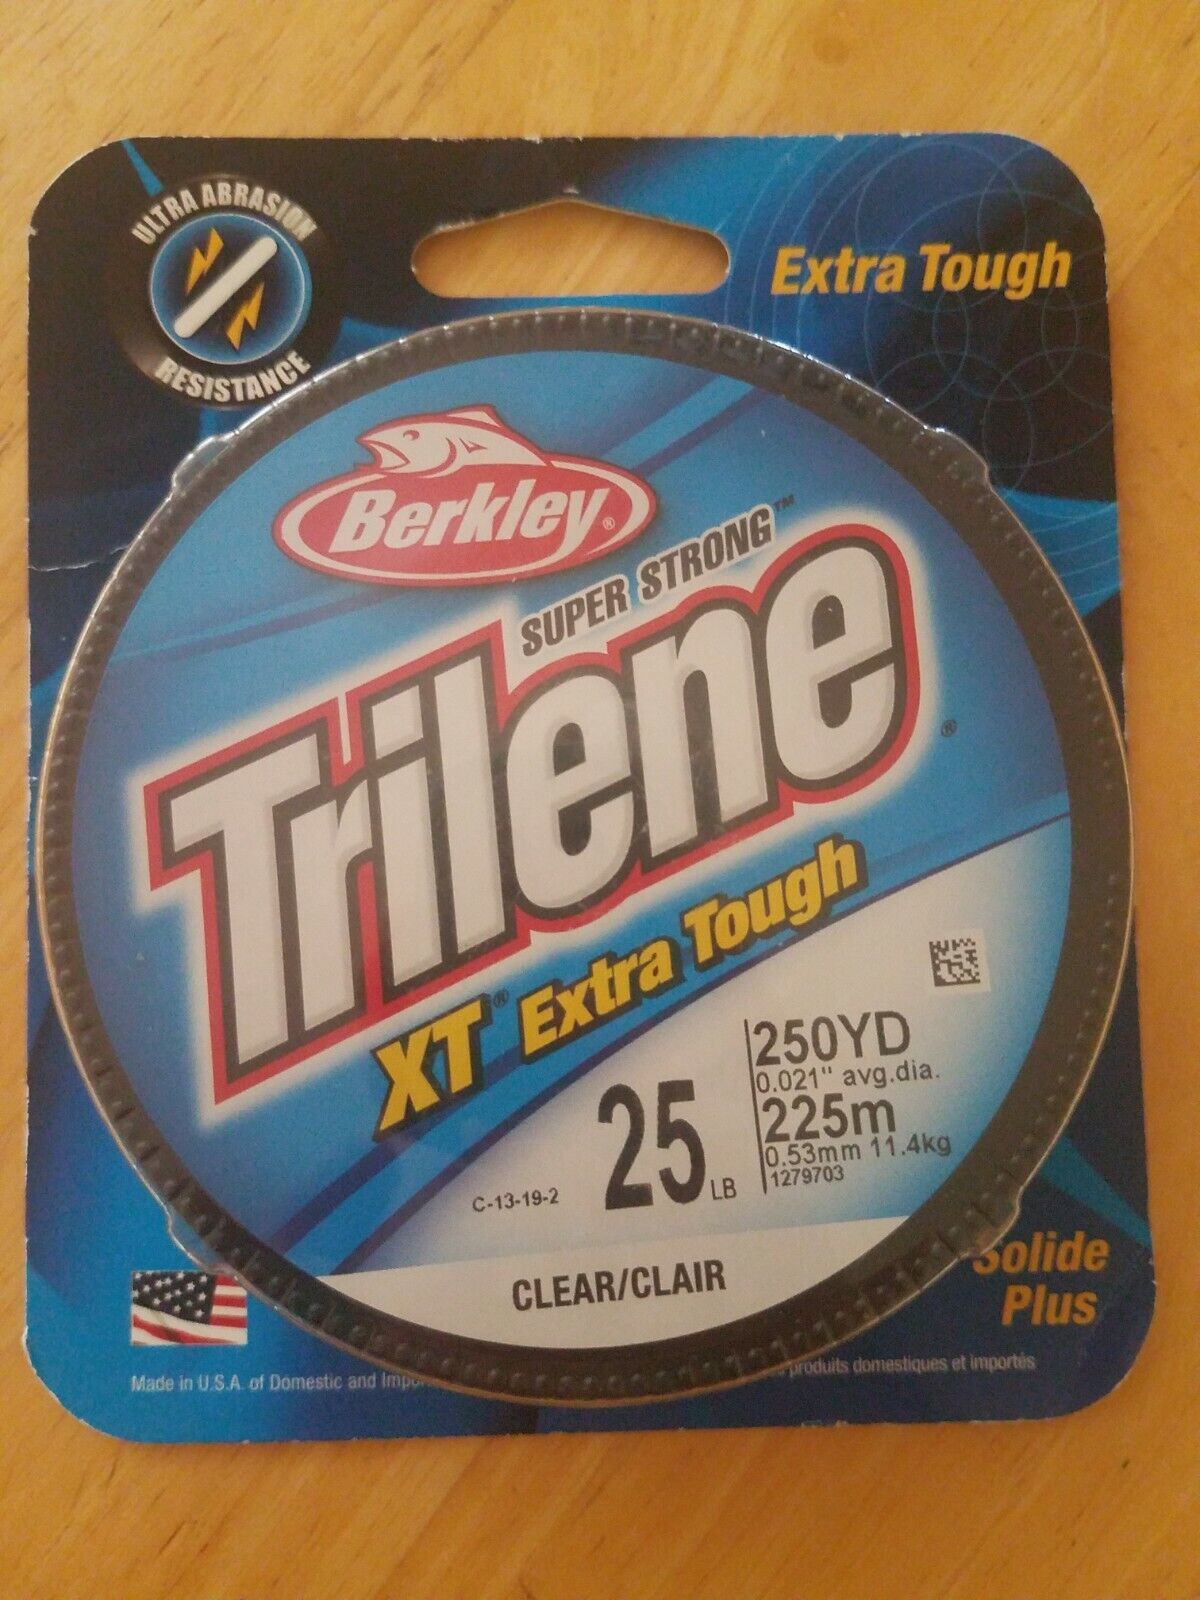 ULTRA ABRASION
RESISTANCE
Extra Tough
Berkley®
SUPER STRONG™
Trilene®
XT® Extra Tough
25 LB
250YD
0.021" avg.dia.
225m
0.53mm 11.4kg
1279703
C-13-19-2
CLEAR/CLAIR
Solide
Plus
Made in U.S.A. of Domestic and
produits domestiques et importés